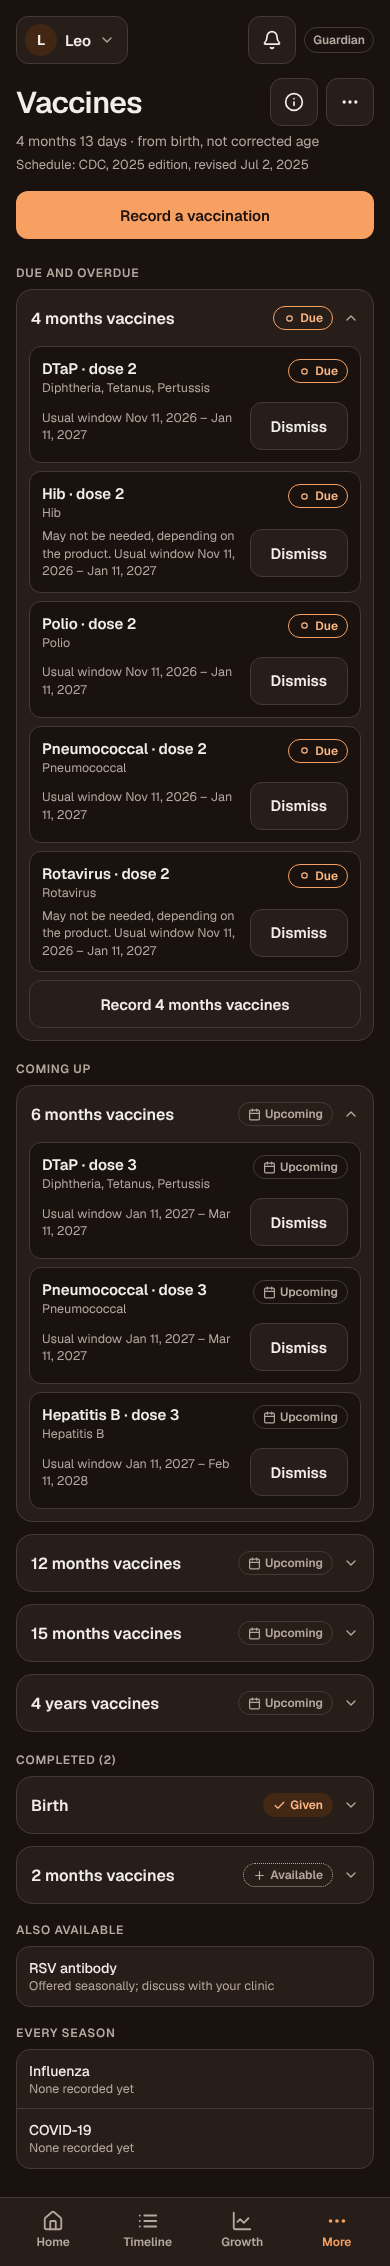 L Leo
Guardian
Vaccines
4 months 13 days · from birth, not corrected age
Schedule: CDC, 2025 edition, revised Jul 2, 2025
Record a vaccination
DUE AND OVERDUE
4 months vaccines
Due
DTaP · dose 2
Due
Diphtheria, Tetanus, Pertussis
Usual window Nov 11, 2026 – Jan
11, 2027
Dismiss
Hib · dose 2
Due
Hib
May not be needed, depending on
the product. Usual window Nov 11,
2026 – Jan 11, 2027
Dismiss
Polio · dose 2
Due
Polio
Usual window Nov 11, 2026 – Jan
11, 2027
Dismiss
Pneumococcal · dose 2
Due
Pneumococcal
Usual window Nov 11, 2026 – Jan
11, 2027
Dismiss
Rotavirus · dose 2
Due
Rotavirus
May not be needed, depending on
the product. Usual window Nov 11,
2026 – Jan 11, 2027
Dismiss
Record 4 months vaccines
COMING UP
6 months vaccines
Upcoming
DTaP · dose 3
Upcoming
Diphtheria, Tetanus, Pertussis
Usual window Jan 11, 2027 – Mar
11, 2027
Dismiss
Pneumococcal · dose 3
Upcoming
Pneumococcal
Usual window Jan 11, 2027 – Mar
11, 2027
Dismiss
Hepatitis B · dose 3
Upcoming
Hepatitis B
Usual window Jan 11, 2027 – Feb
11, 2028
Dismiss
12 months vaccines
Upcoming
15 months vaccines
Upcoming
4 years vaccines
Upcoming
COMPLETED (2)
Birth
Given
2 months vaccines
Available
ALSO AVAILABLE
RSV antibody
Offered seasonally; discuss with your clinic
EVERY SEASON
Influenza
None recorded yet
COVID-19
None recorded yet
Home
Timeline
Growth
More